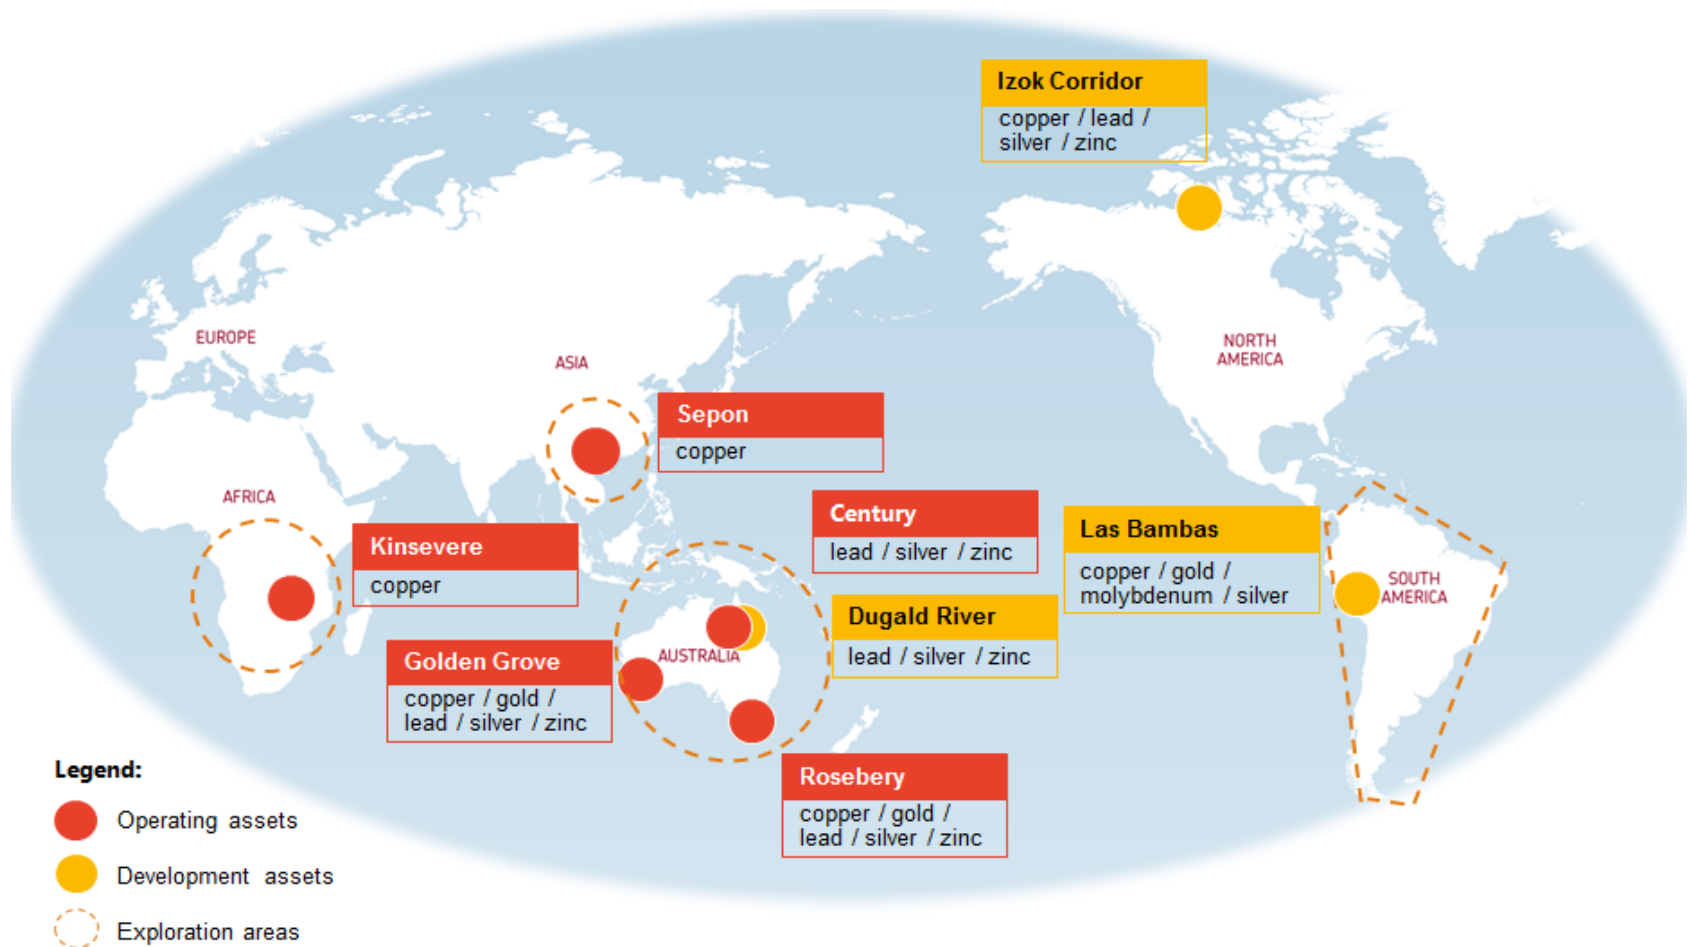 Izok Corridor
copper / lead /
silver / zinc
EUROPE
ASIA
NORTH
AMERICA
Sepon
copper
AFRICA
Century
lead / silver / zinc
Las Bambas
copper / gold /
molybdenum / silver
Kinsevere
copper
SOUTH
AMERICA
Dugald River
lead / silver / zinc
AUSTRALIA
Golden Grove
copper / gold /
lead / silver / zinc
Rosebery
copper / gold /
lead / silver / zinc
Legend:
Operating assets
Development assets
Exploration areas